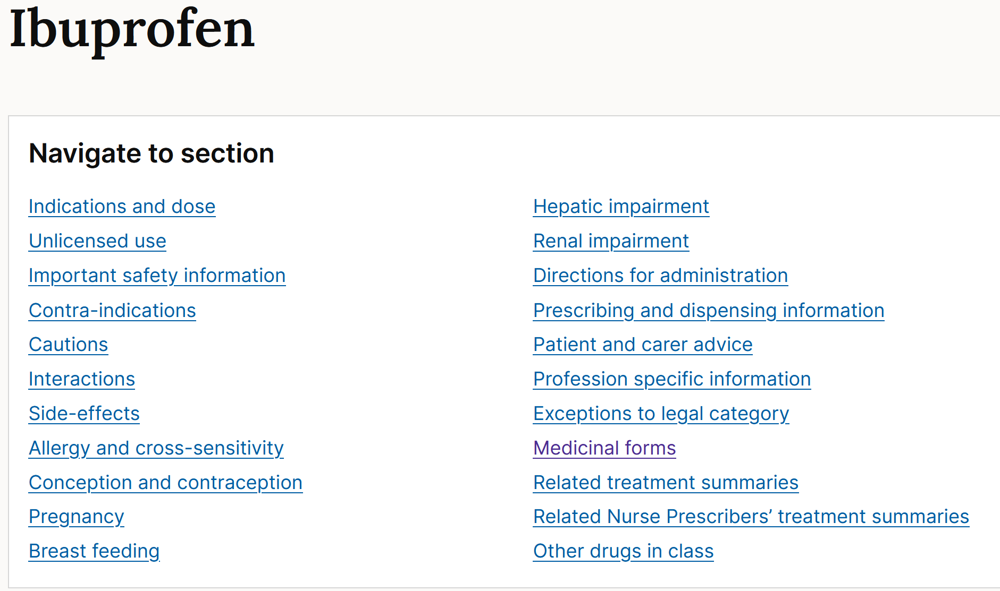 Ibuprofen
Navigate to section
Indications and dose
Unlicensed use
Important safety information
Contra-indications
Cautions
Interactions
Side-effects
Allergy and cross-sensitivity
Conception and contraception
Pregnancy
Breast feeding
Hepatic impairment
Renal impairment
Directions for administration
Prescribing and dispensing information
Patient and carer advice
Profession specific information
Exceptions to legal category
Medicinal forms
Related treatment summaries
Related Nurse Prescribers’ treatment summaries
Other drugs in class